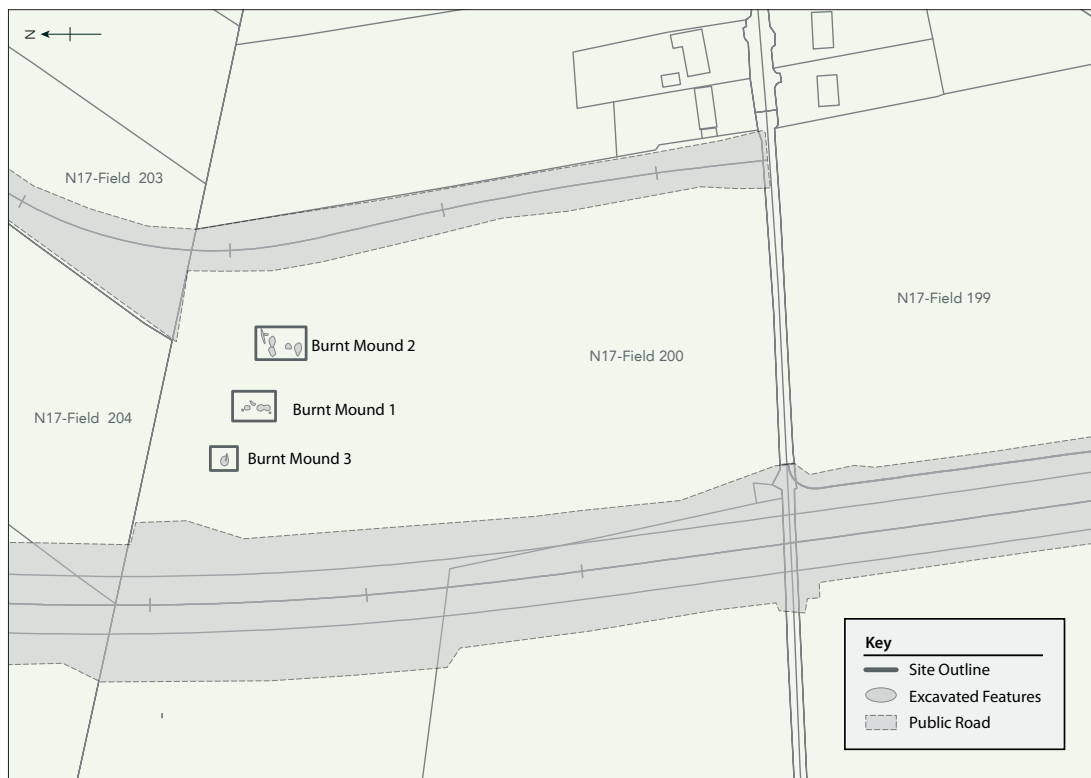 N
N17-Field 203
N17-Field 199
Burnt Mound 2
N17-Field 200
Burnt Mound 1
N17-Field 204
Burnt Mound 3
Key
Site Outline
Excavated Features
Public Road